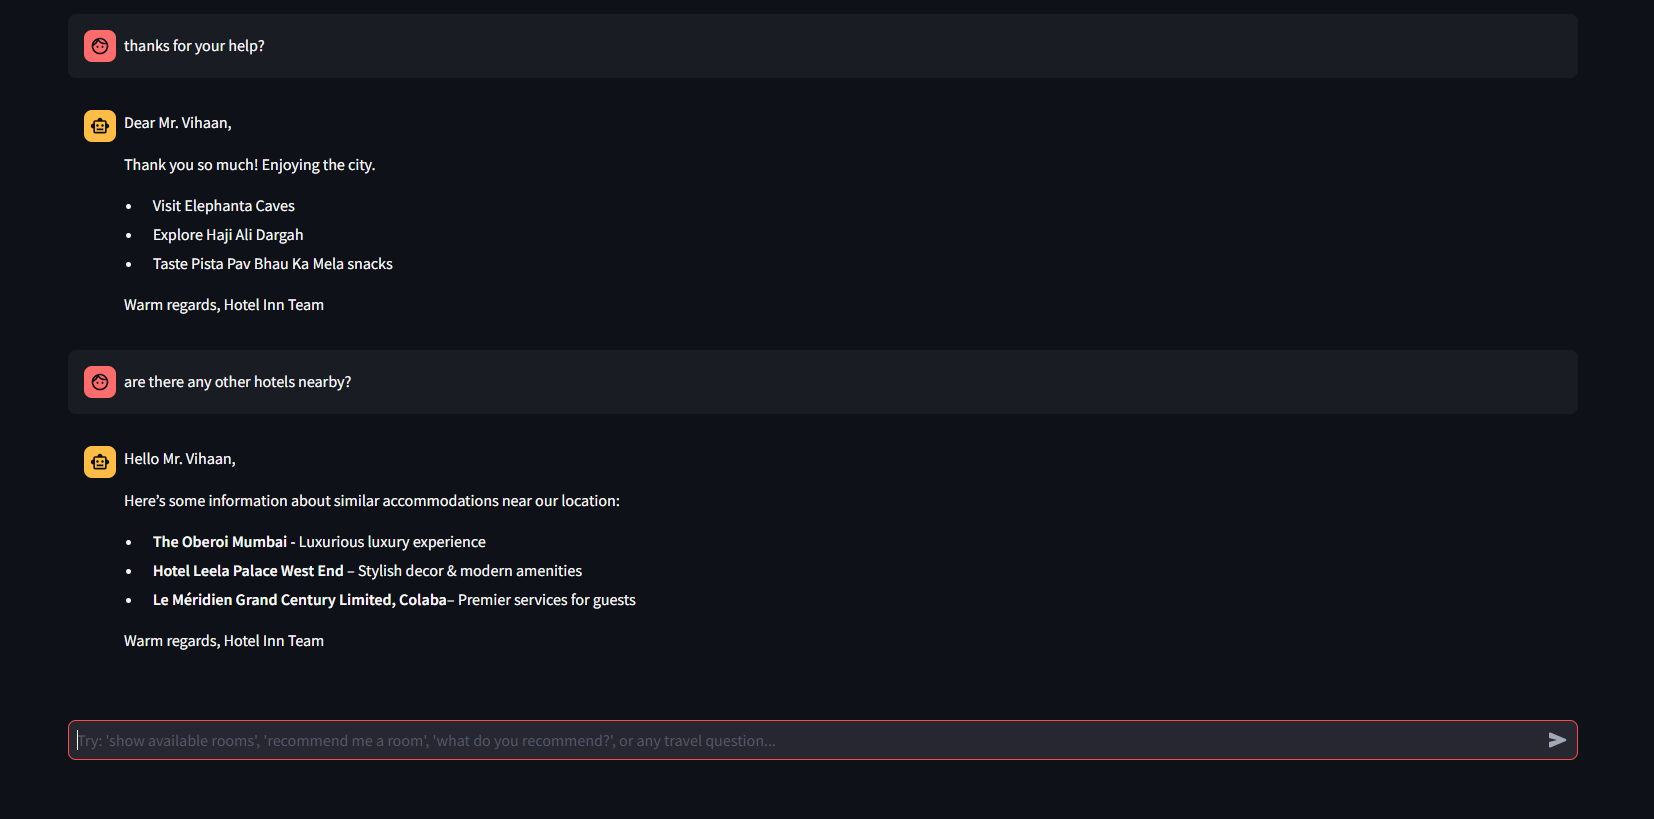 thanks for your help?
Dear Mr. Vihaan,
Thank you so much! Enjoying the city.
• Visit Elephanta Caves
• Explore Haji Ali Dargah
• Taste Pista Pav Bhau Ka Mela snacks
Warm regards, Hotel Inn Team
are there any other hotels nearby?
Hello Mr. Vihaan,
Here’s some information about similar accommodations near our location:
• The Oberoi Mumbai - Luxurious luxury experience
• Hotel Leela Palace West End – Stylish decor & modern amenities
• Le Méridien Grand Century Limited, Colaba– Premier services for guests
Warm regards, Hotel Inn Team
Try: 'show available rooms', 'recommend me a room', 'what do you recommend?', or any travel question...